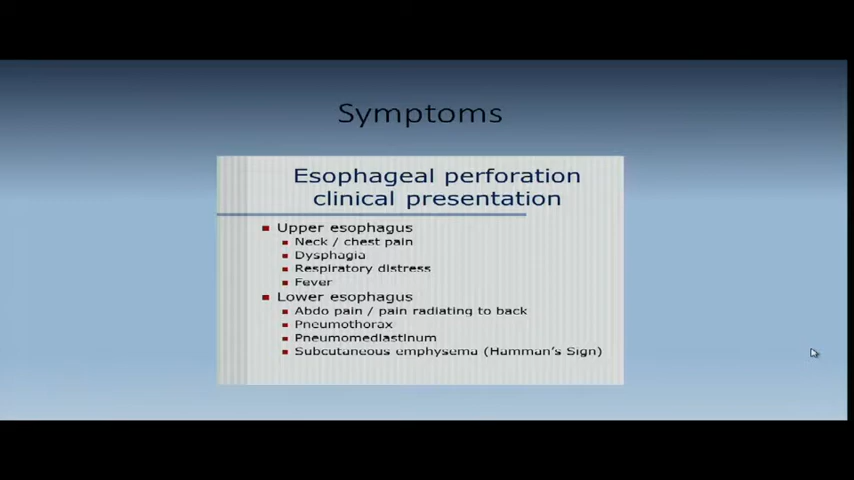 Symptoms
Esophageal perforation
clinical presentation
Upper esophagus
Neck / chest pain
Dysphagia
Respiratory distress
Fever
Lower esophagus
Abdo pain / pain radiating to back
Pneumothorax
Pneumomediastinum
Subcutaneous emphysema (Hamman's Sign)